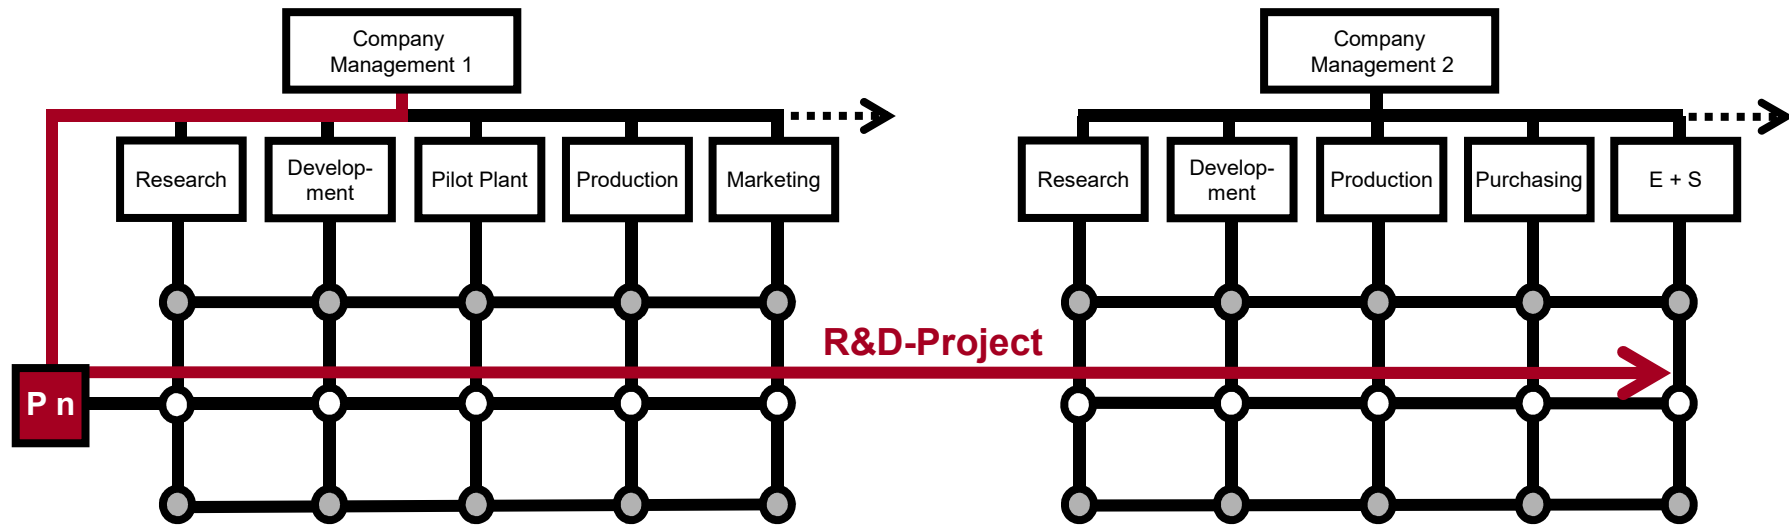 Company
Management 1
Company
Management 2
Research
Develop-
ment
Pilot Plant
Production
Marketing
Research
Develop-
ment
Production
Purchasing
E + S
R&D-Project
P n